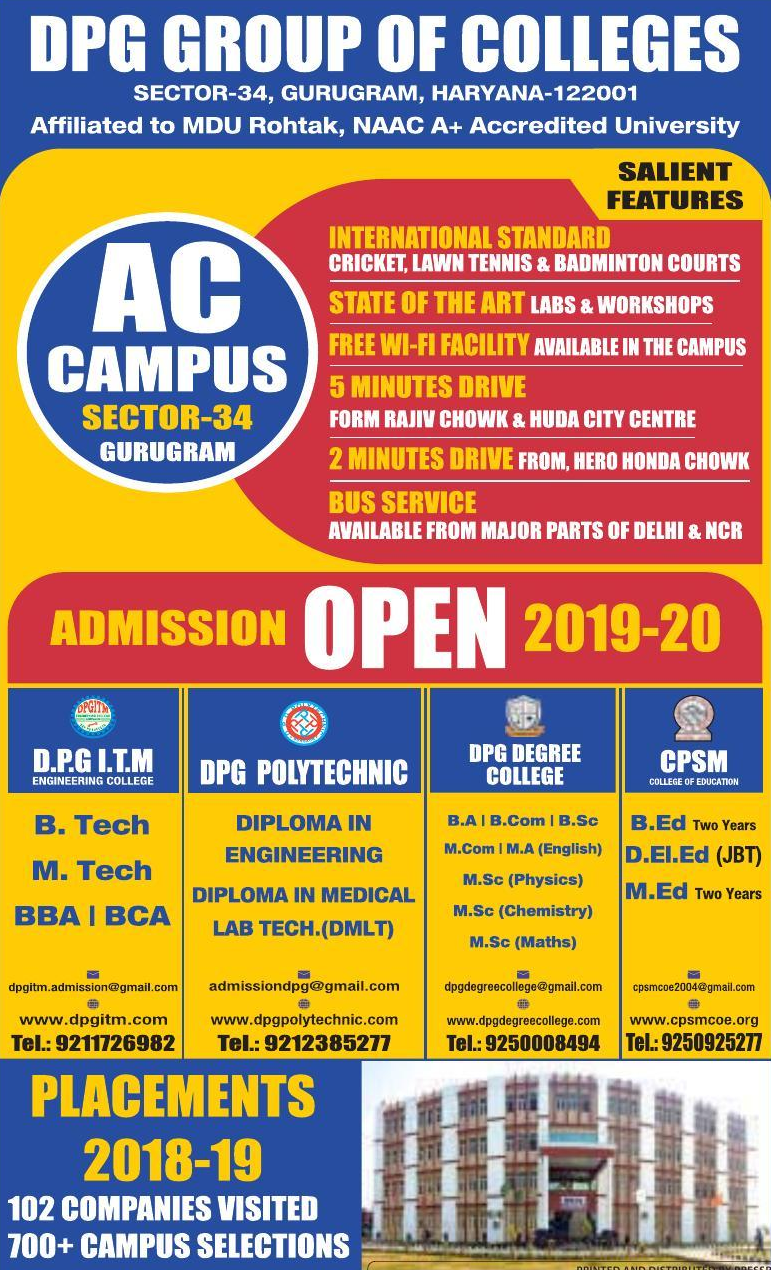 DPG GROUP OF COLLEGES
SECTOR-34, GURUGRAM, HARYANA-122001
Affiliated to MDU Rohtak, NAAC A+ Accredited University
SALIENT
FEATURES
AC
CAMPUS
SECTOR-34
GURUGRAM
INTERNATIONAL STANDARD
CRICKET, LAWN TENNIS & BADMINTON COURTS
STATE OF THE ART LABS & WORKSHOPS
FREE WI-FI FACILITY AVAILABLE IN THE CAMPUS
5 MINUTES DRIVE
FORM RAJIV CHOWK & HUDA CITY CENTRE
2 MINUTES DRIVE FROM, HERO HONDA CHOWK
BUS SERVICE
AVAILABLE FROM MAJOR PARTS OF DELHI & NCR
ADMISSION OPEN 2019-20
DPGITM
D.P.G I.T.M
ENGINEERING COLLEGE
B. Tech
M. Tech
BBA | BCA
dpgitm.admission@gmail.com
www.dpgitm.com
Tel.: 9211726982
DPG POLYTECHNIC
DIPLOMA IN
ENGINEERING
DIPLOMA IN MEDICAL
LAB TECH.(DMLT)
admissiondpg@gmail.com
www.dpgpolytechnic.com
Tel.: 9212385277
DPG DEGREE
COLLEGE
B.A | B.Com | B.Sc
M.Com | M.A (English)
M.Sc (Physics)
M.Sc (Chemistry)
M.Sc (Maths)
dpgdegreecollege@gmail.com
www.dpgdegreecollege.com
Tel.: 9250008494
CPSM
COLLEGE OF EDUCATION
B.Ed Two Years
D.El.Ed (JBT)
M.Ed Two Years
cpsmcoe2004@gmail.com
www.cpsmcoe.org
Tel.: 9250925277
PLACEMENTS
2018-19
102 COMPANIES VISITED
700+ CAMPUS SELECTIONS